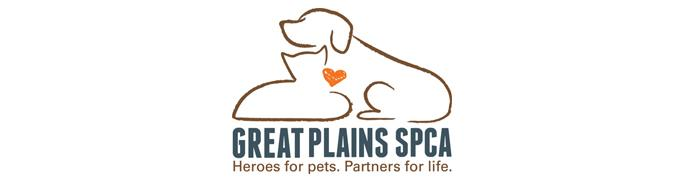 GREAT PLAINS SPCA
Heroes for pets. Partners for life.